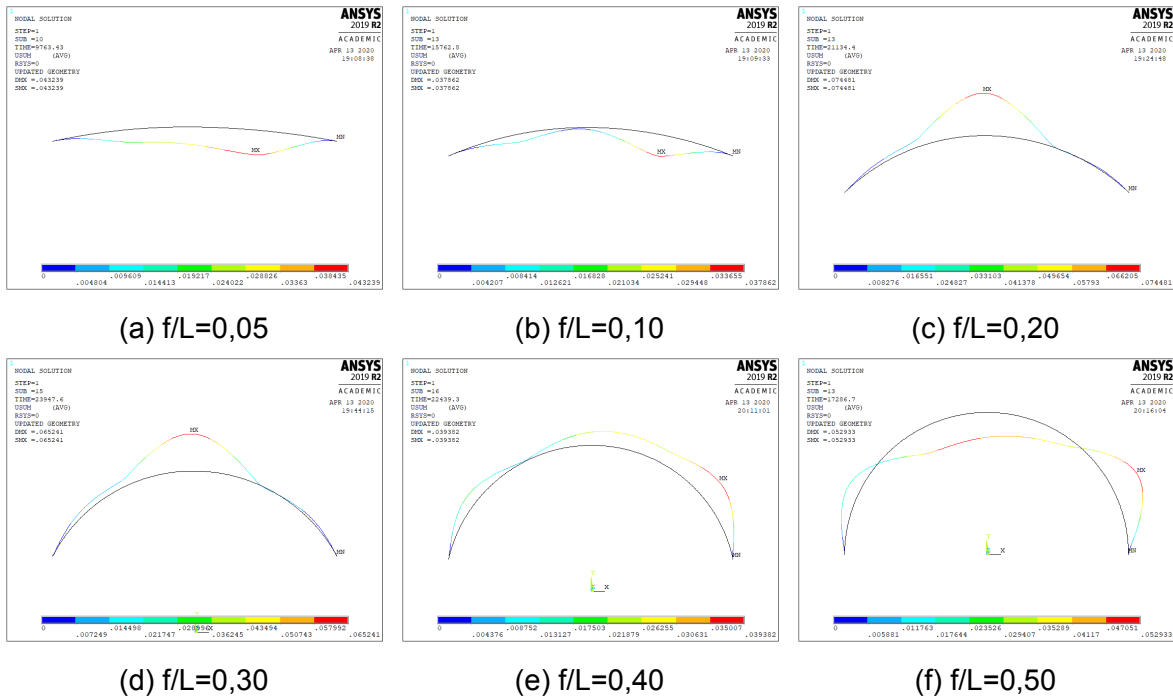 1
NODAL SOLUTION
STEP=1
SUB =10
TIME=9763.43
USUM (AVG)
RSYS=0
UPDATED GEOMETRY
DMX =.043239
SMX =.043239
ANSYS
2019 R2
ACADEMIC
APR 13 2020
19:08:38
MN
MX
0 .009609 .019217 .028826 .038435
.004804 .014413 .024022 .03363 .043239
(a) f/L=0,05
1
NODAL SOLUTION
STEP=1
SUB =13
TIME=15762.8
USUM (AVG)
RSYS=0
UPDATED GEOMETRY
DMX =.037862
SMX =.037862
ANSYS
2019 R2
ACADEMIC
APR 13 2020
19:09:33
MX
MN
0 .008414 .016828 .025241 .033655
.004207 .012621 .021034 .029448 .037862
(b) f/L=0,10
1
NODAL SOLUTION
STEP=1
SUB =13
TIME=21134.4
USUM (AVG)
RSYS=0
UPDATED GEOMETRY
DMX =.074481
SMX =.074481
ANSYS
2019 R2
ACADEMIC
APR 13 2020
19:24:48
MX
MN
0 .016551 .033103 .049654 .066205
.008276 .024827 .041378 .05793 .074481
(c) f/L=0,20
1
NODAL SOLUTION
STEP=1
SUB =15
TIME=23947.6
USUM (AVG)
RSYS=0
UPDATED GEOMETRY
DMX =.065241
SMX =.065241
ANSYS
2019 R2
ACADEMIC
APR 13 2020
19:44:15
MX
MN
0 .014498 .028996 .043494 .057992
.007249 .021747 .036245 .050743 .065241
(d) f/L=0,30
1
NODAL SOLUTION
STEP=1
SUB =16
TIME=22439.3
USUM (AVG)
RSYS=0
UPDATED GEOMETRY
DMX =.039382
SMX =.039382
ANSYS
2019 R2
ACADEMIC
APR 13 2020
20:11:01
MX
MN
Y
X
0 .008752 .017503 .026255 .035007
.004376 .013127 .021879 .030631 .039382
(e) f/L=0,40
1
NODAL SOLUTION
STEP=1
SUB =13
TIME=17286.7
USUM (AVG)
RSYS=0
UPDATED GEOMETRY
DMX =.052933
SMX =.052933
ANSYS
2019 R2
ACADEMIC
APR 13 2020
20:16:04
MX
Y
X
MN
0 .011763 .023526 .035289 .047051
.005881 .017644 .029407 .04117 .052933
(f) f/L=0,50